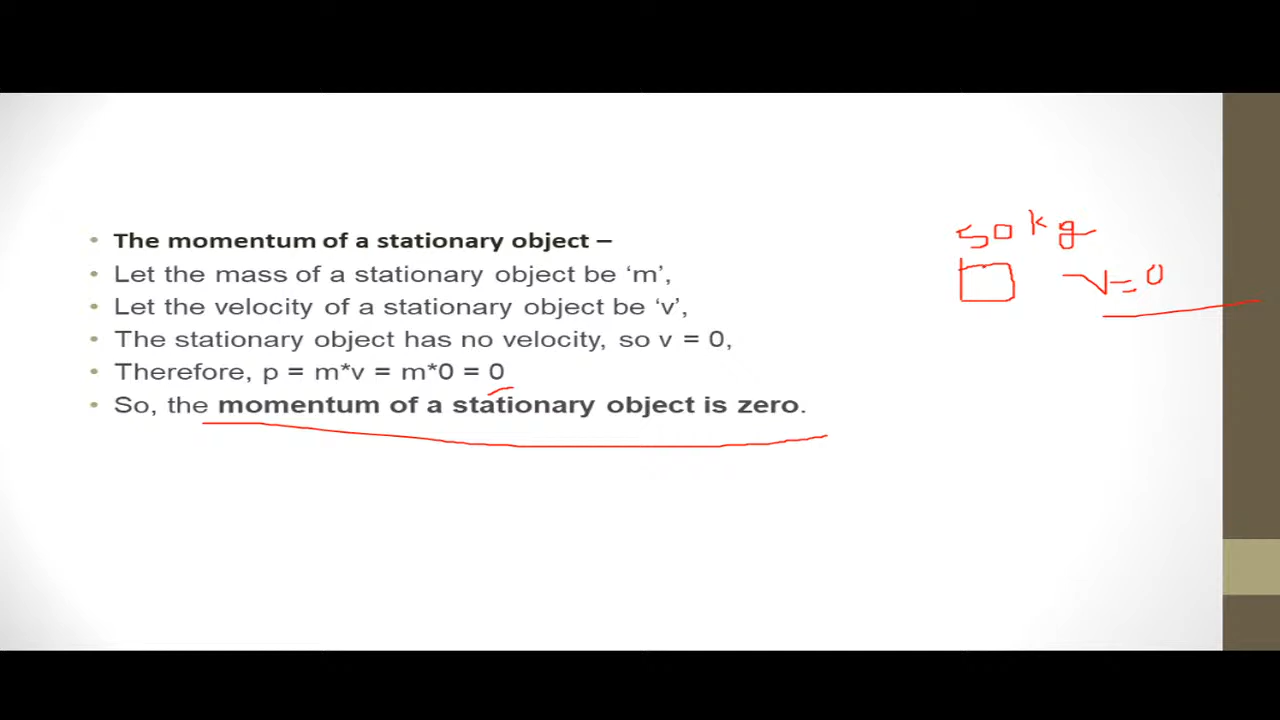 The momentum of a stationary object –
Let the mass of a stationary object be ‘m’,
Let the velocity of a stationary object be ‘v’,
The stationary object has no velocity, so v = 0,
Therefore, p = m*v = m*0 = 0
So, the momentum of a stationary object is zero.
50 kg
v=0